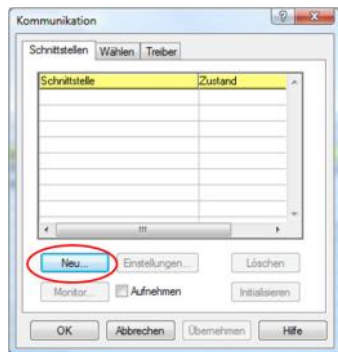 Kommunikation
Schnittstellen Wählen Treiber
Schnittstelle Zustand
Neu... Einstellungen... Löschen
Monitor... Aufnehmen Initialisieren
OK Abbrechen Übernehmen Hilfe